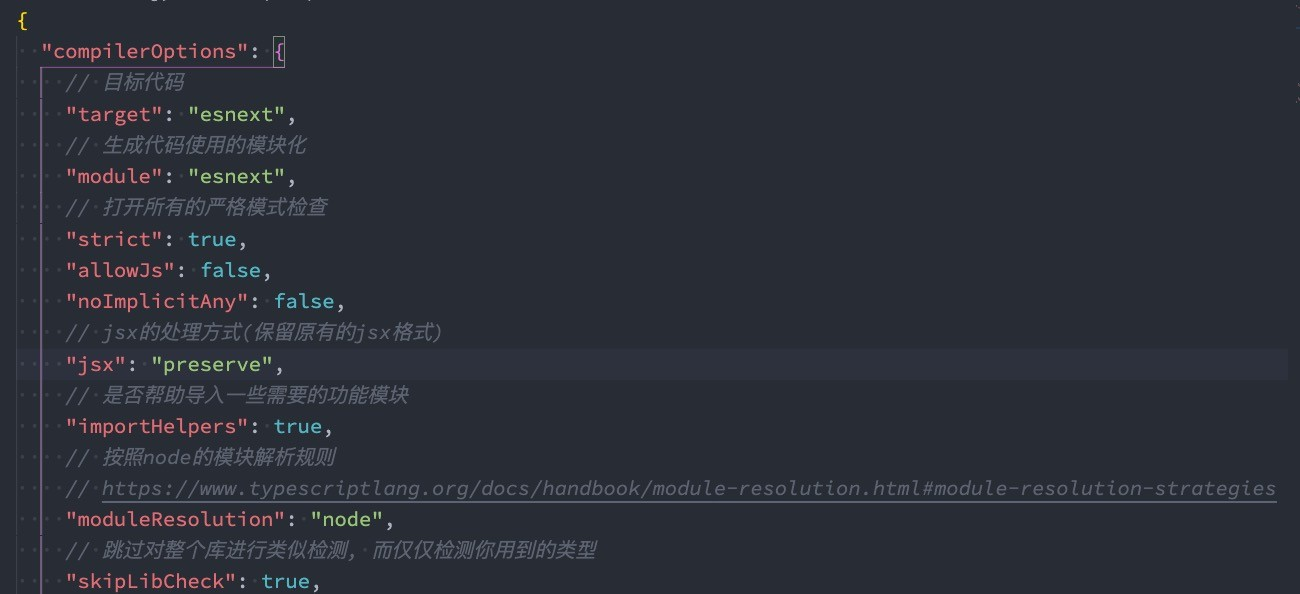 {
"compilerOptions": {
// 目标代码
"target": "esnext",
// 生成代码使用的模块化
"module": "esnext",
// 打开所有的严格模式检查
"strict": true,
"allowJs": false,
"noImplicitAny": false,
// jsx的处理方式(保留原有的jsx格式)
"jsx": "preserve",
// 是否帮助导入一些需要的功能模块
"importHelpers": true,
// 按照node的模块解析规则
// https://www.typescriptlang.org/docs/handbook/module-resolution.html#module-resolution-strategies
"moduleResolution": "node",
// 跳过对整个库进行类似检测, 而仅仅检测你用到的类型
"skipLibCheck": true,